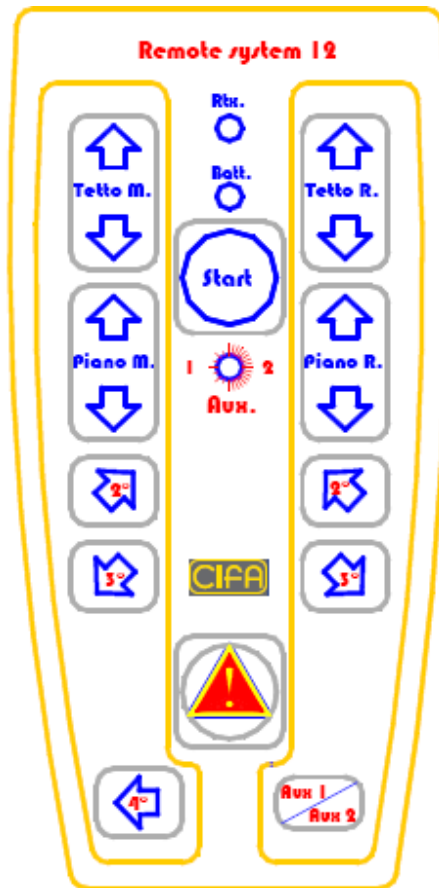 Remote system 12
Rtx.
Batt.
Tetto M.
Tetto R.
Start
Piano M.
1 2
Piano R.
Aux.
2°
2°
3°
3°
CIFA
!
4°
Aux 1
Aux 2